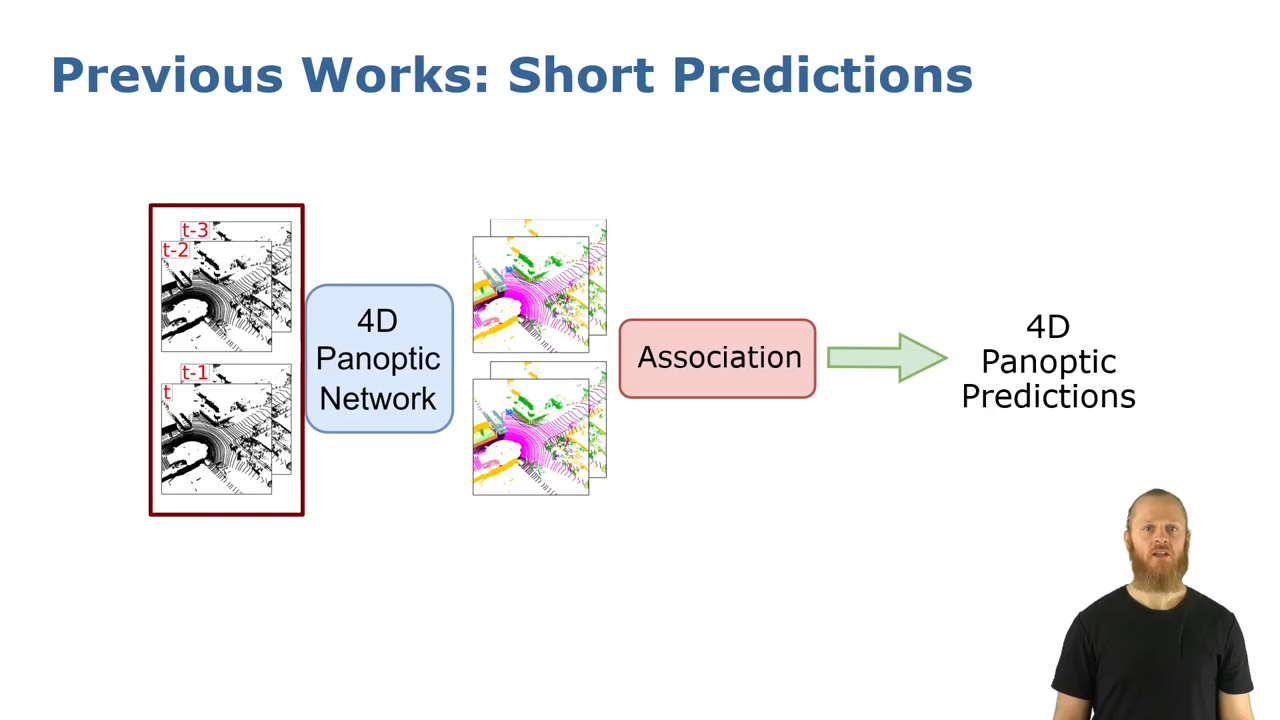 Previous Works: Short Predictions
t-3
t-2
t-1
t
4D
Panoptic
Network
Association
4D
Panoptic
Predictions